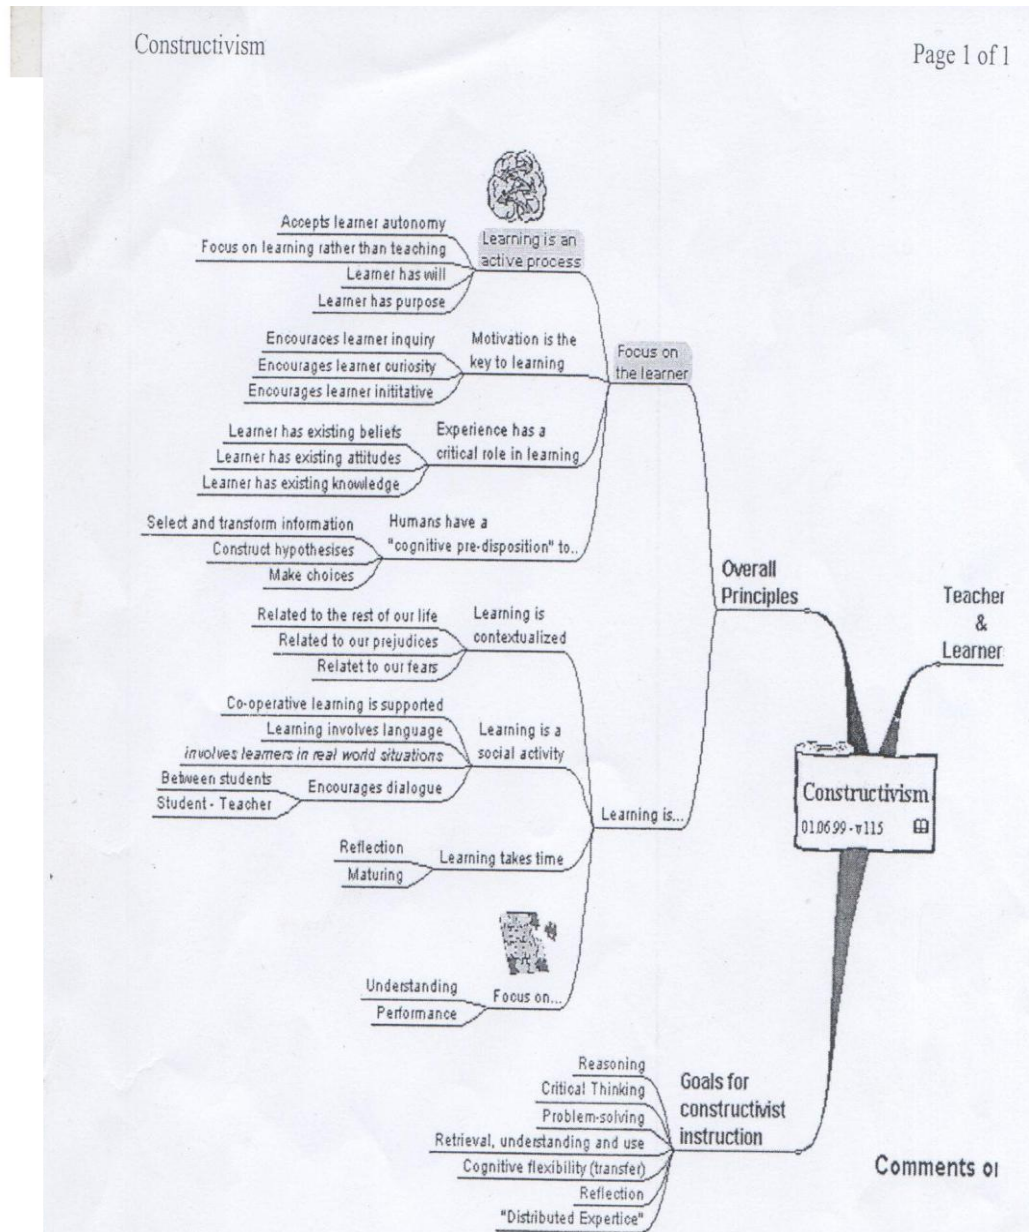 Constructivism
Page 1 of 1
Accepts learner autonomy
Focus on learning rather than teaching
Learner has will
Learner has purpose
Learning is an
active process
Encouraces learner inquiry
Encourages learner curiosity
Encourages learner inititative
Motivation is the
key to learning
Focus on
the learner
Learner has existing beliefs
Learner has existing attitudes
Learner has existing knowledge
Experience has a
critical role in learning
Select and transform information
Construct hypothesises
Make choices
Humans have a
"cognitive pre-disposition" to..
Overall
Principles
Teacher
&
Learner
Related to the rest of our life
Related to our prejudices
Relatet to our fears
Learning is
contextualized
Co-operative learning is supported
Learning involves language
involves learners in real world situations
Between students
Student - Teacher
Encourages dialogue
Learning is a
social activity
Learning is...
Constructivism
01.06.99 - v115
Reflection
Maturing
Learning takes time
Understanding
Performance
Focus on...
Reasoning
Critical Thinking
Problem-solving
Retrieval, understanding and use
Cognitive flexibility (transfer)
Reflection
"Distributed Expertice"
Goals for
constructivist
instruction
Comments